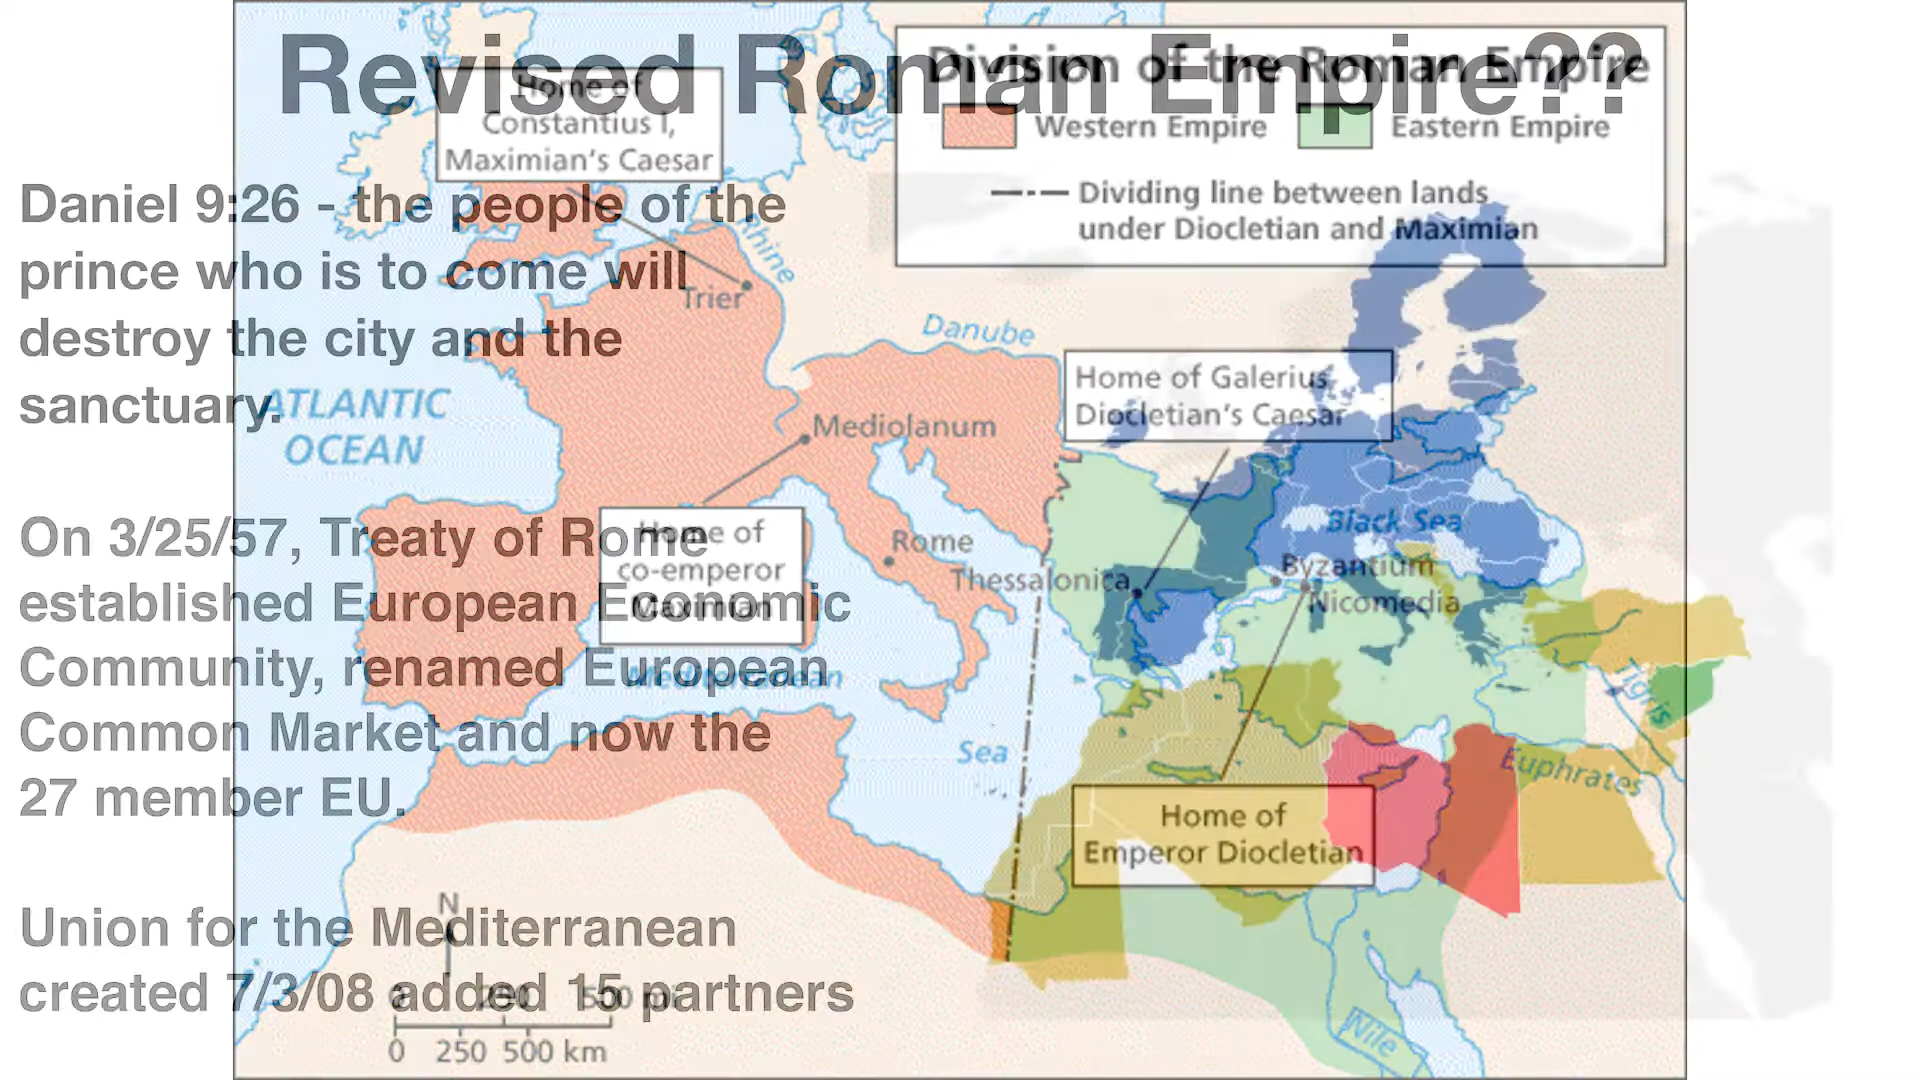 Revised Roman Empire??
Division of the Roman Empire
Western Empire
Eastern Empire
Dividing line between lands
under Diocletian and Maximian
Home of
Constantius I,
Maximian's Caesar
Daniel 9:26 - the people of the
prince who is to come will
destroy the city and the
sanctuary.
Rhine
Trier
Danube
ATLANTIC
OCEAN
Mediolanum
Home of Galerius,
Diocletian's Caesar
On 3/25/57, Treaty of Rome
established European Economic
Community, renamed European
Common Market and now the
27 member EU.
Home of
co-emperor
Maximian
Rome
Thessalonica
Black Sea
Byzantium
Nicomedia
Mediterranean
Sea
Tigris
Euphrates
Home of
Emperor Diocletian
Union for the Mediterranean
created 7/3/08 added 15 partners
N
0 250 500 mi
0 250 500 km
Nile